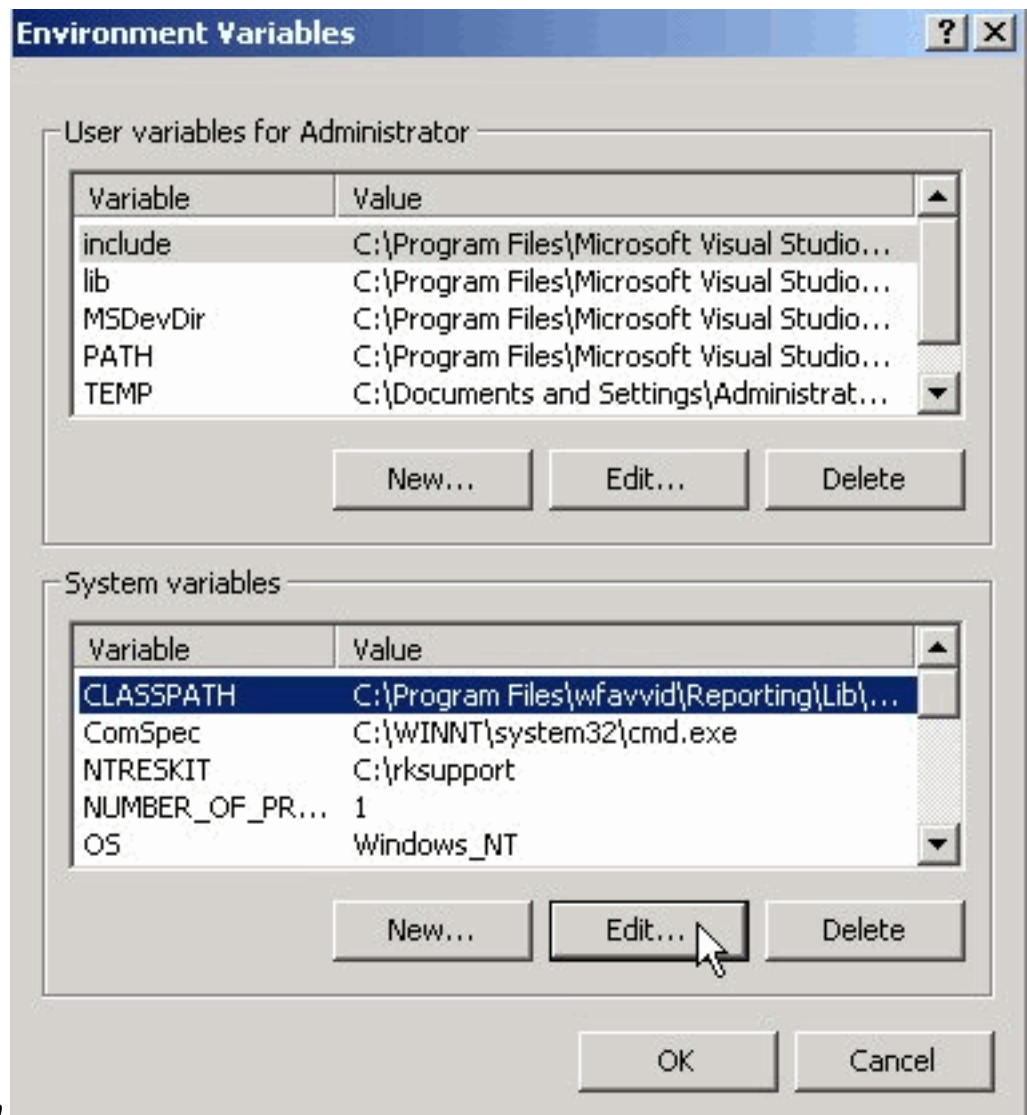 Environment Variables
User variables for Administrator
Variable Value
include C:\Program Files\Microsoft Visual Studio...
lib C:\Program Files\Microsoft Visual Studio...
MSDevDir C:\Program Files\Microsoft Visual Studio...
PATH C:\Program Files\Microsoft Visual Studio...
TEMP C:\Documents and Settings\Administrat...
New... Edit... Delete
System variables
Variable Value
CLASSPATH C:\Program Files\wfavvid\Reporting\Lib\...
ComSpec C:\WINNT\system32\cmd.exe
NTRESKIT C:\rksupport
NUMBER_OF_PR... 1
OS Windows_NT
New... Edit... Delete
OK Cancel